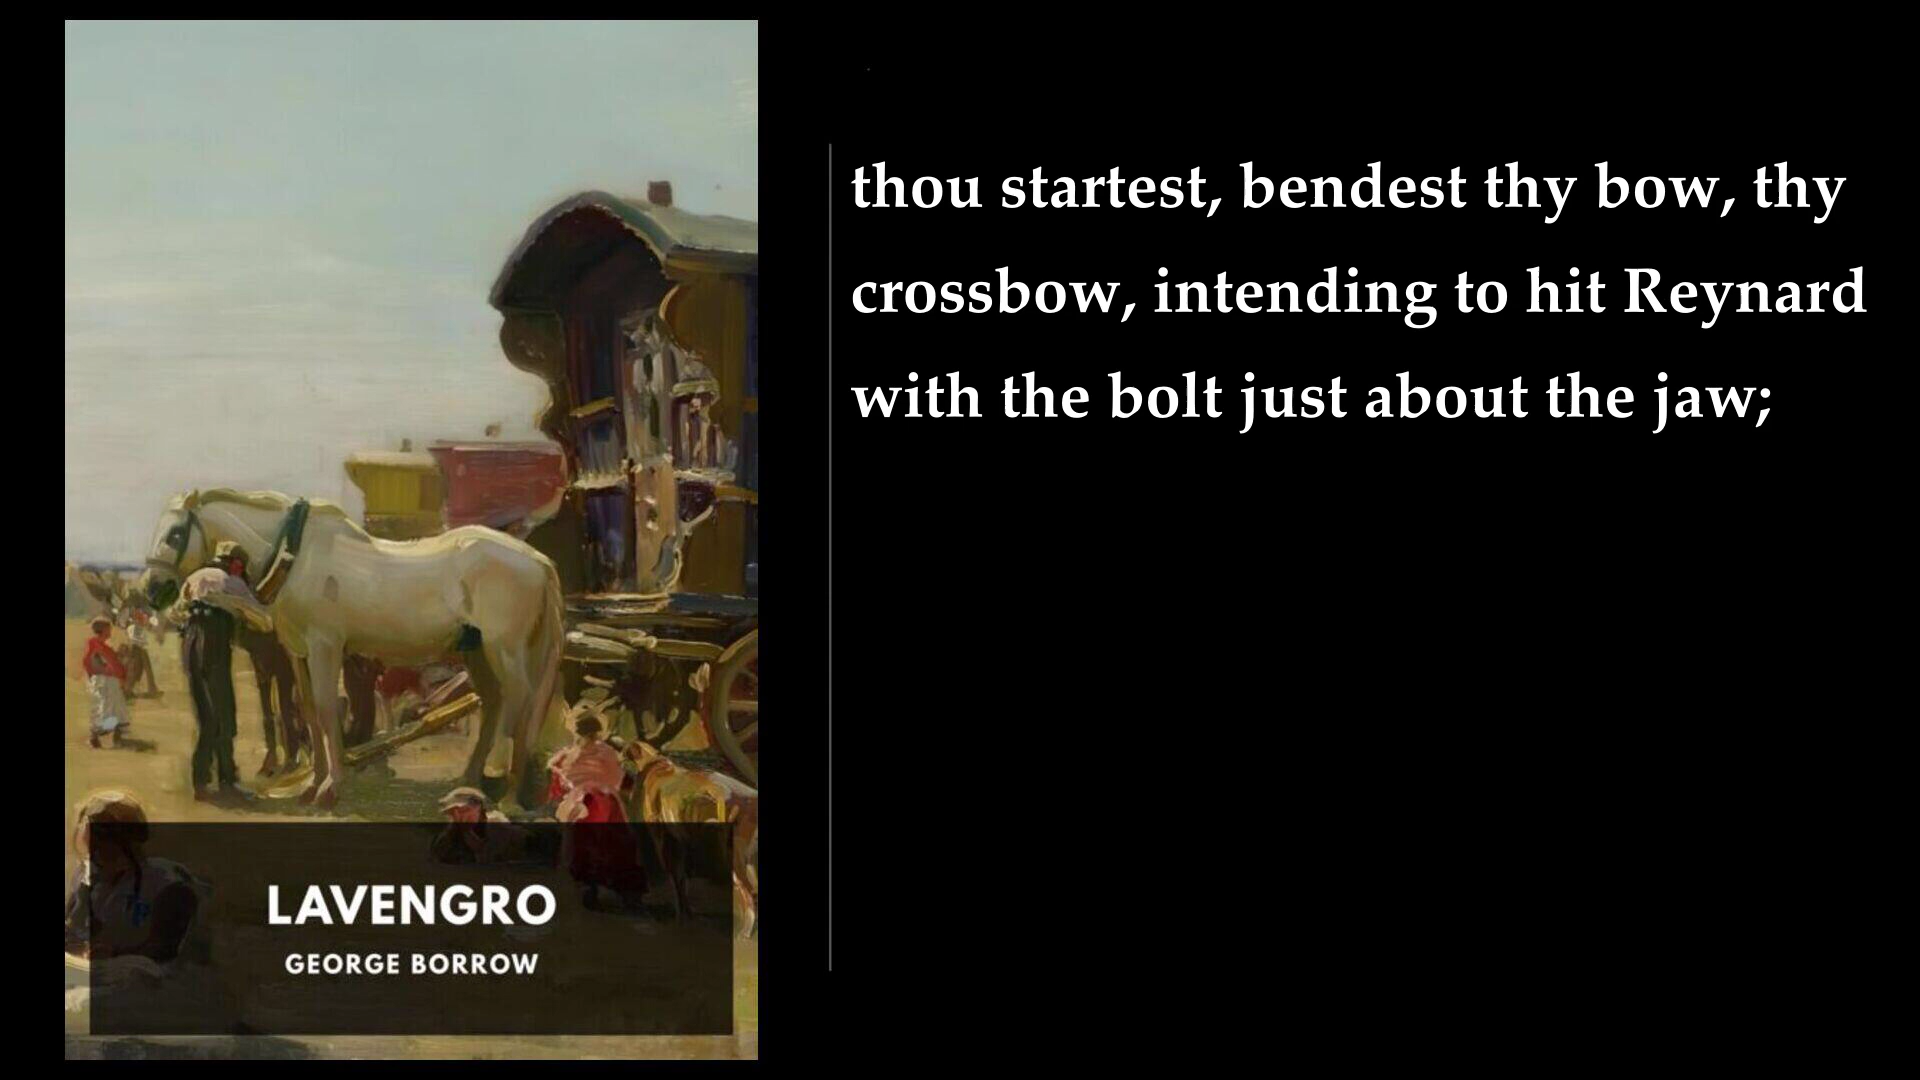 LAVENGRO
GEORGE BORROW
thou startest, bendest thy bow, thy
crossbow, intending to hit Reynard
with the bolt just about the jaw;